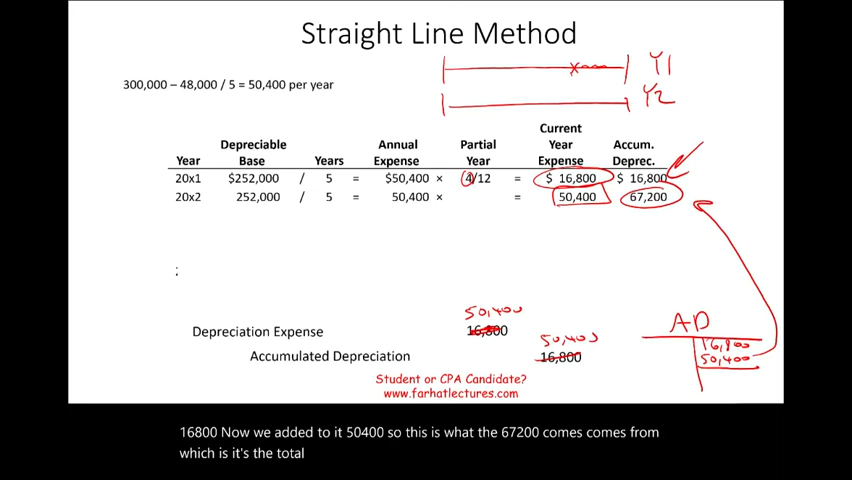 Straight Line Method
Y1
300,000 – 48,000 / 5 = 50,400 per year
Y2
Current
Depreciable Annual Partial Year Accum.
Year Base Years Expense Year Expense Deprec.
20x1 $252,000 / 5 = $50,400 × 4/12 = $ 16,800 $ 16,800
20x2 252,000 / 5 = 50,400 × = 50,400 67,200
:
50,400
AD
Depreciation Expense 16,800
50,400
16,800
Accumulated Depreciation 16,800
50,400
Student or CPA Candidate?
www.farhatlectures.com
16800 Now we added to it 50400 so this is what the 67200 comes comes from
which is it's the total